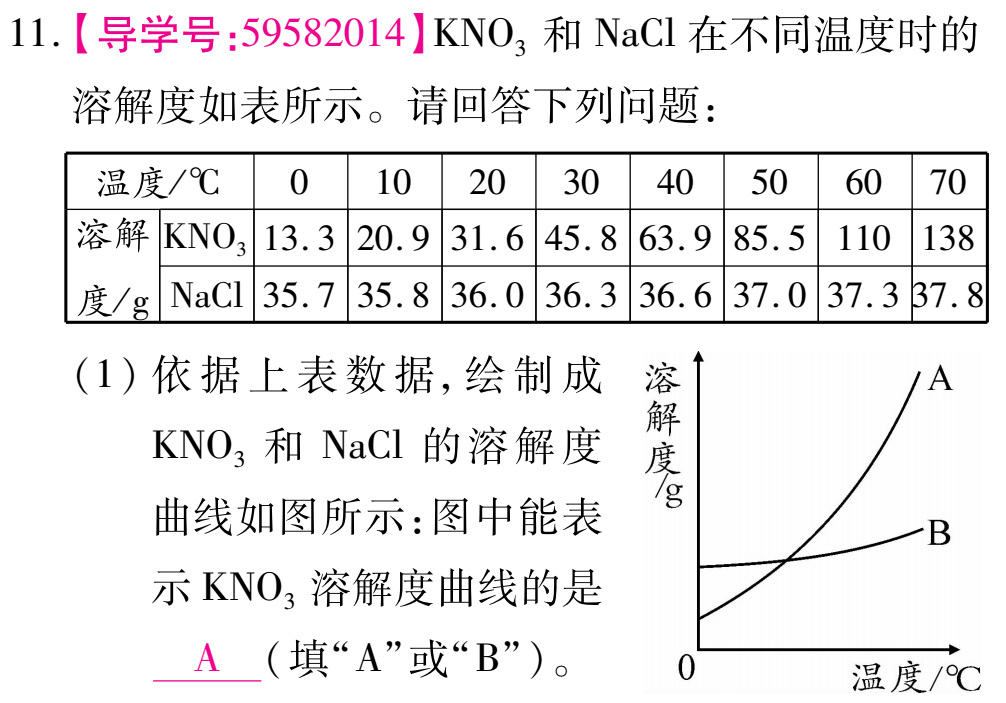 11.【导学号:59582014】KNO₃ 和 NaCl 在不同温度时的
溶解度如表所示。请回答下列问题:
温度/℃ 0 10 20 30 40 50 60 70
溶解度/g KNO₃ 13.3 20.9 31.6 45.8 63.9 85.5 110 138
NaCl 35.7 35.8 36.0 36.3 36.6 37.0 37.3 37.8
(1)依据上表数据,绘制成
KNO₃ 和 NaCl 的溶解度
曲线如图所示:图中能表
示 KNO₃ 溶解度曲线的是
A (填“A”或“B”)。
溶解度/g
A
B
0
温度/℃